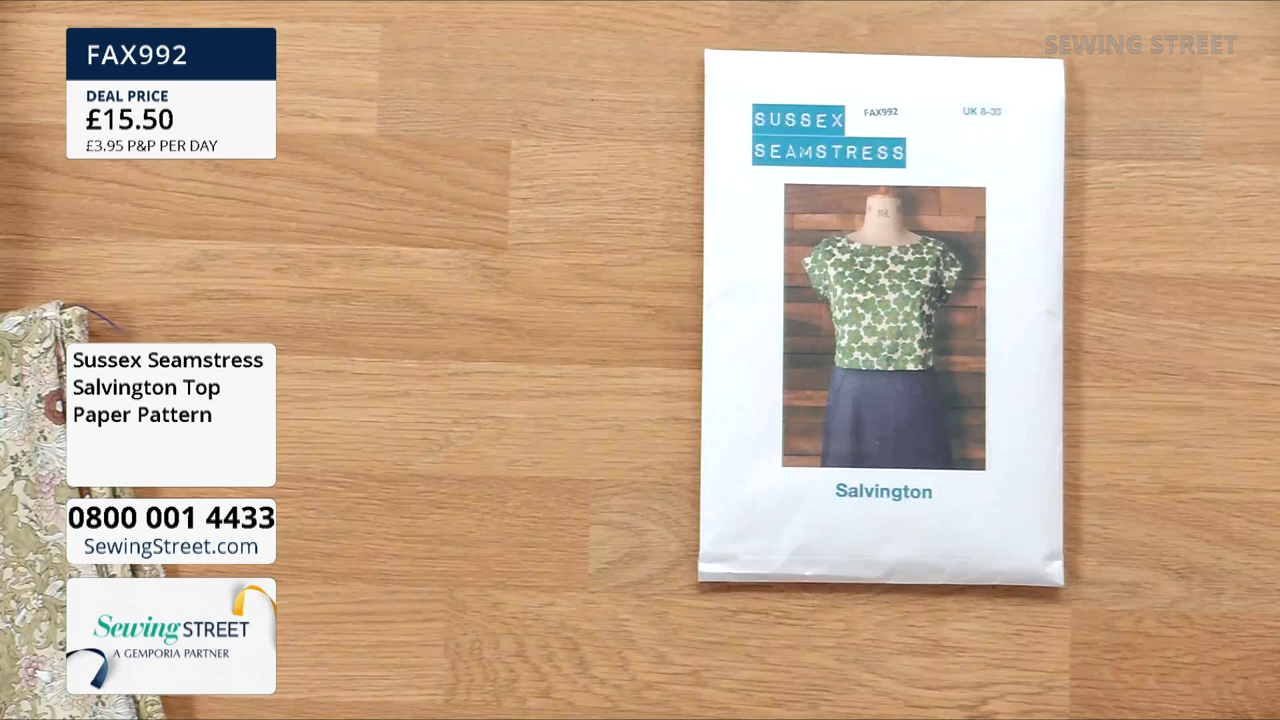 FAX992
DEAL PRICE
£15.50
£3.95 P&P PER DAY
Sussex Seamstress
Salvington Top
Paper Pattern
0800 001 4433
SewingStreet.com
Sewing STREET
A GEMPORIA PARTNER
SEWING STREET
SUSSEX
SEAMSTRESS
FAX992
UK 8-30
Salvington